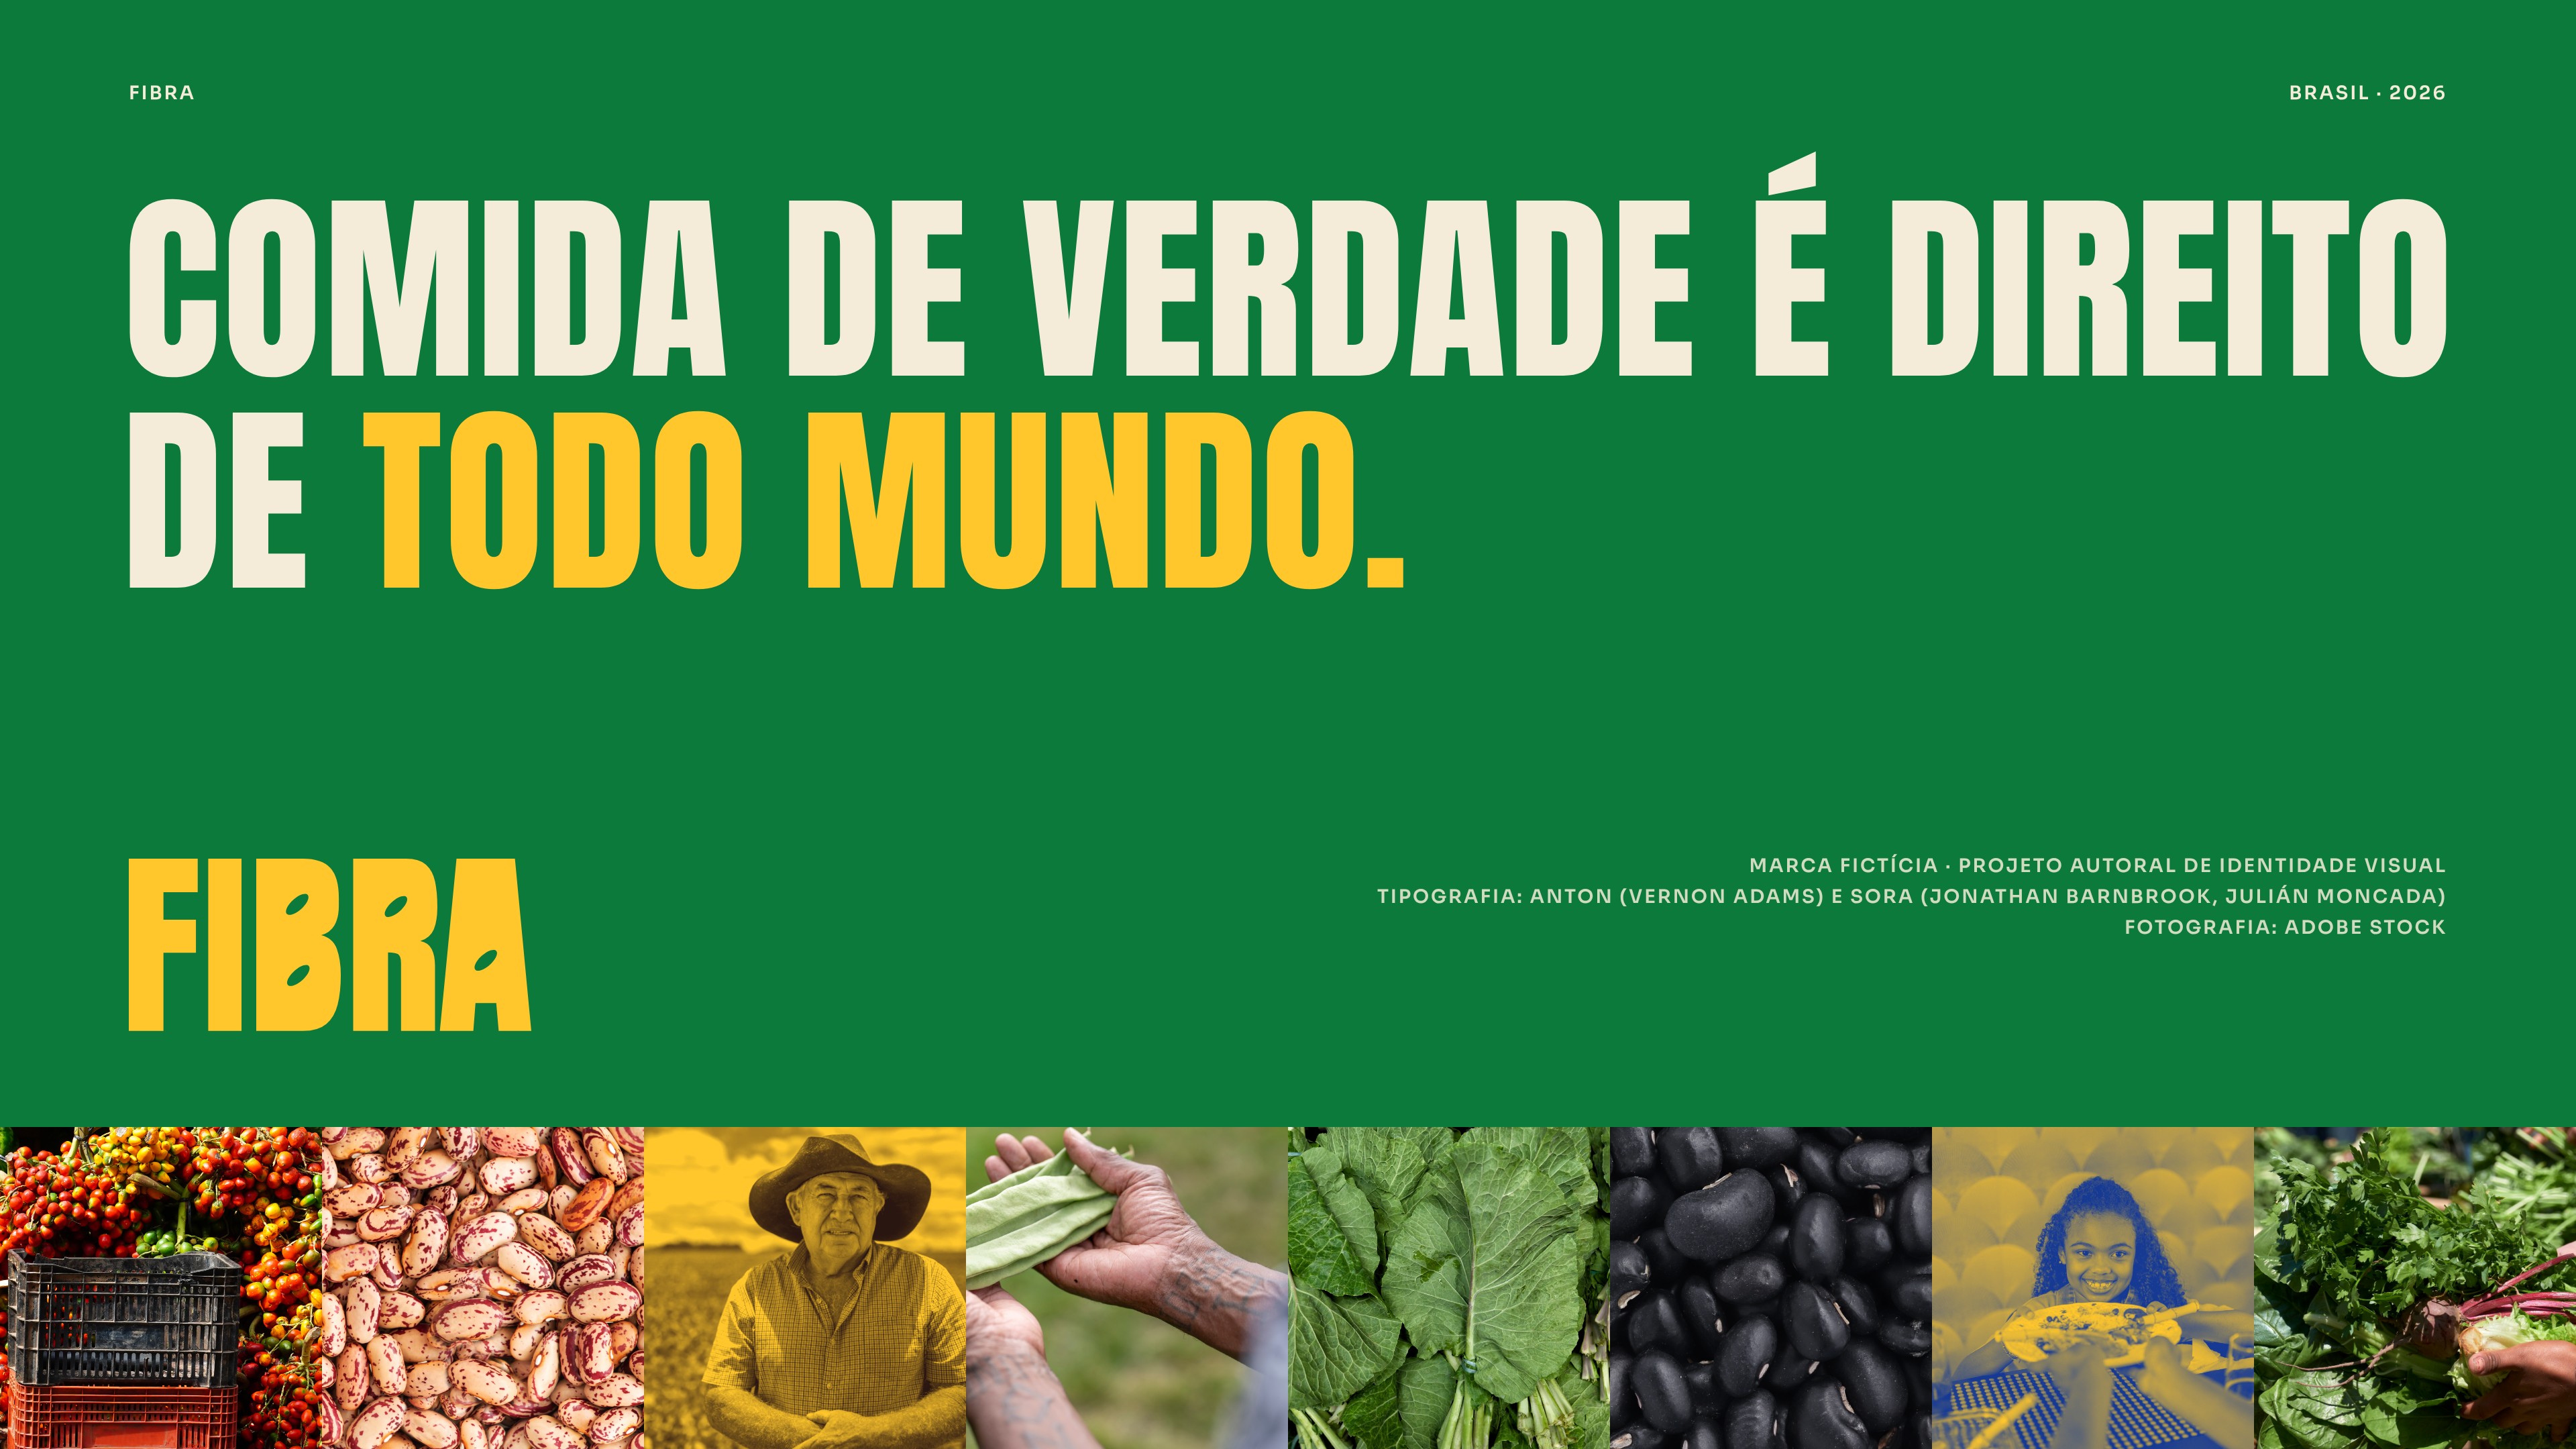 FIBRA
BRASIL · 2026
COMIDA DE VERDADE É DIREITO
DE TODO MUNDO.
FIBRA
MARCA FICTÍCIA · PROJETO AUTORAL DE IDENTIDADE VISUAL
TIPOGRAFIA: ANTON (VERNON ADAMS) E SORA (JONATHAN BARNBROOK, JULIÁN MONCADA)
FOTOGRAFIA: ADOBE STOCK